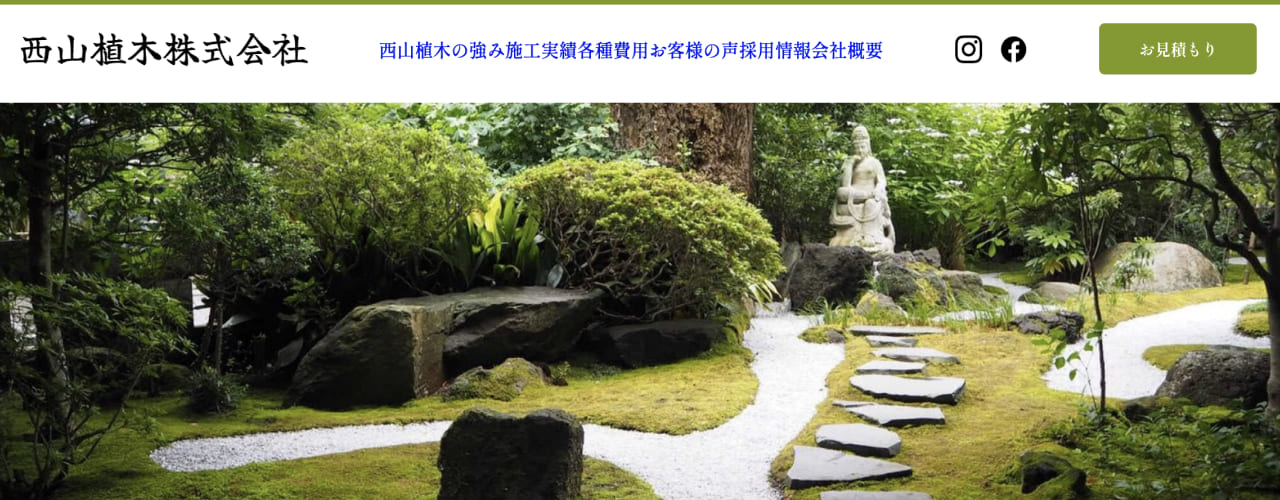 西山植木株式会社
西山植木の強み施工実績各種費用お客様の声採用情報会社概要
お見積もり